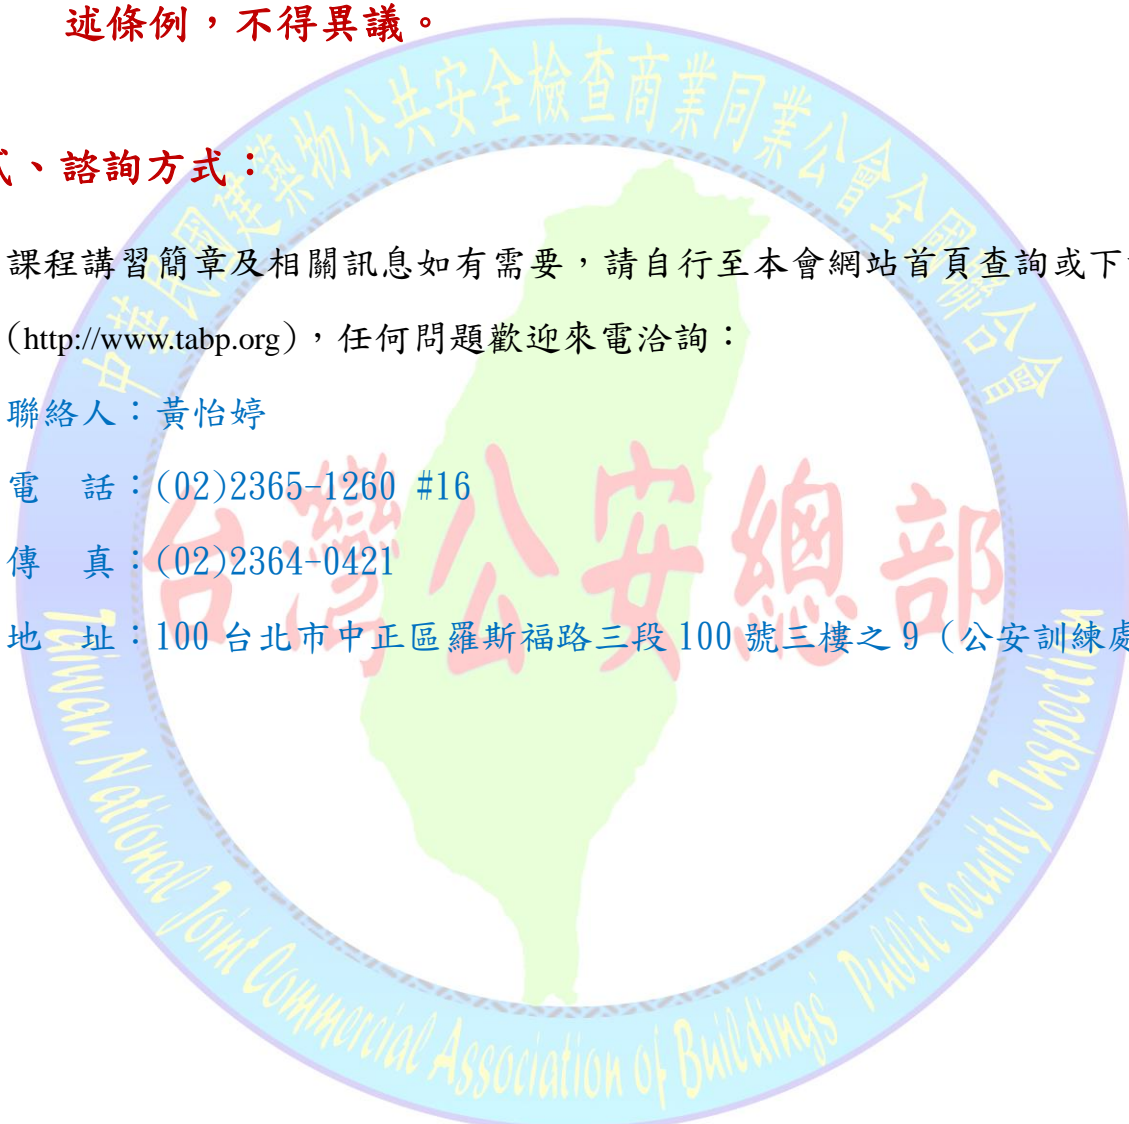 述條例，不得異議。
、諮詢方式：
課程講習簡章及相關訊息如有需要，請自行至本會網站首頁查詢或下
（http://www.tabp.org），任何問題歡迎來電洽詢：
聯絡人：黃怡婷
電　話：(02)2365-1260 #16
傳　真：(02)2364-0421
地　址：100 台北市中正區羅斯福路三段 100 號三樓之 9（公安訓練處
中華民國建築物公共安全檢查商業同業公會全國聯合會
台灣公安總部
Taiwan National Joint Commercial Association of Buildings' Public Security Inspection